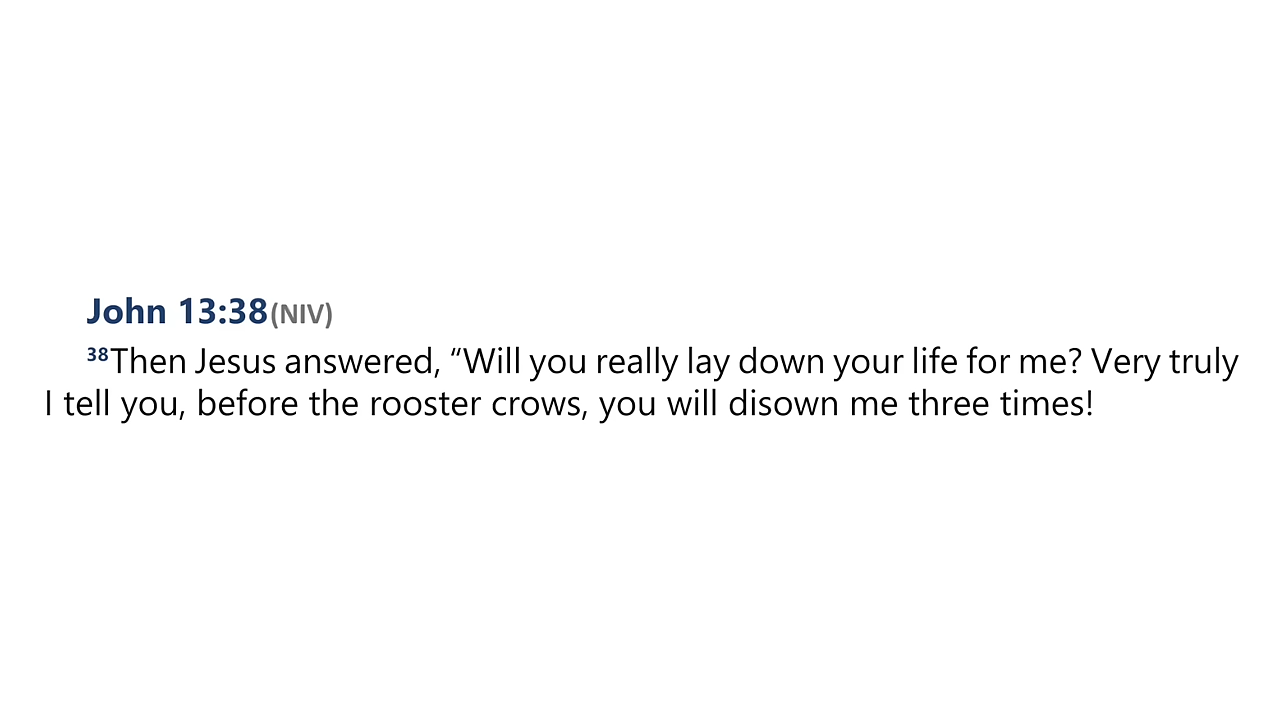 John 13:38(NIV)
38Then Jesus answered, “Will you really lay down your life for me? Very truly
I tell you, before the rooster crows, you will disown me three times!